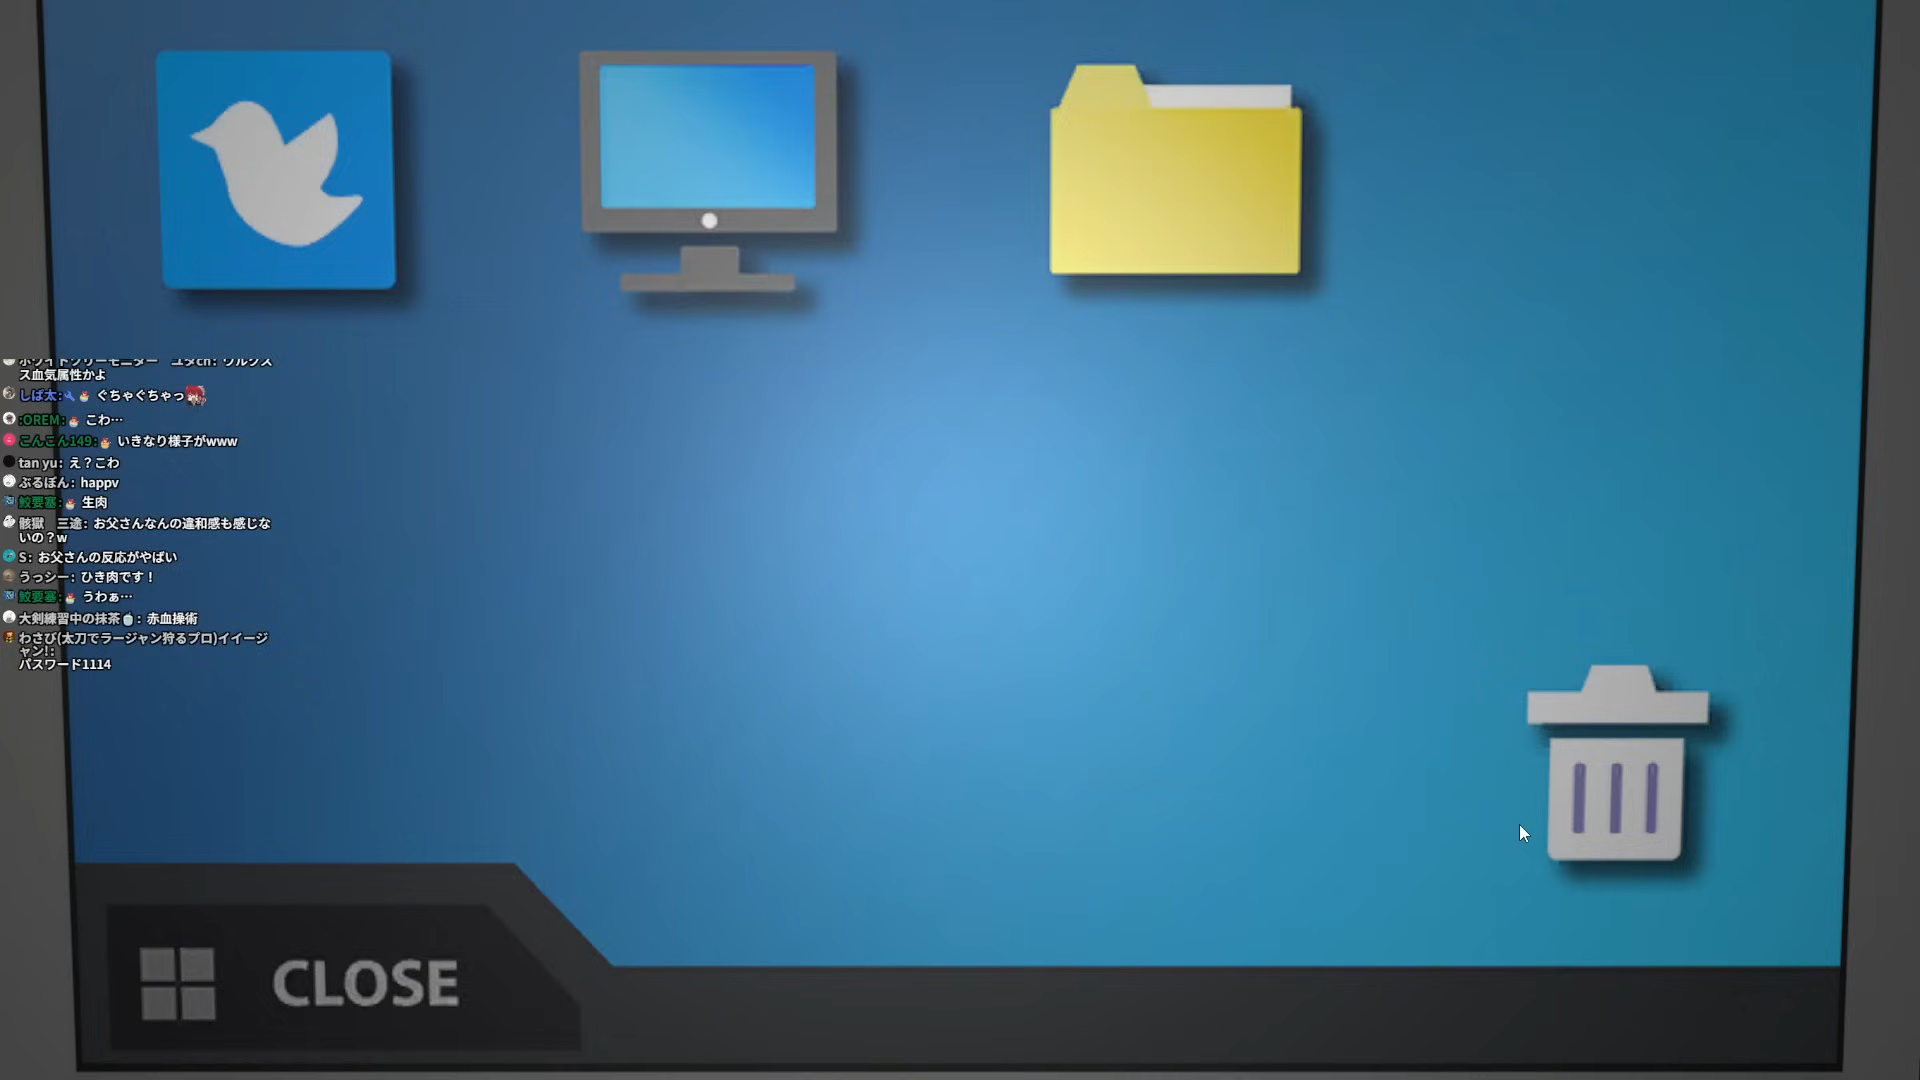 ス血気属性かよ
しば太: ぐちゃぐちゃっ
:OREM: こわ…
こんこん149: いきなり様子がwww
tan yu: え？こわ
ぶるぽん: happv
鮫要塞: 生肉
骸獄　三途: お父さんなんの違和感も感じな
いの？w
S: お父さんの反応がやばい
うっシー: ひき肉です！
鮫要塞: うわぁ…
大剣練習中の抹茶🍵: 赤血操術
わさび(太刀でラージャン狩るプロ)イイージ
ャン!:
パスワード1114
CLOSE